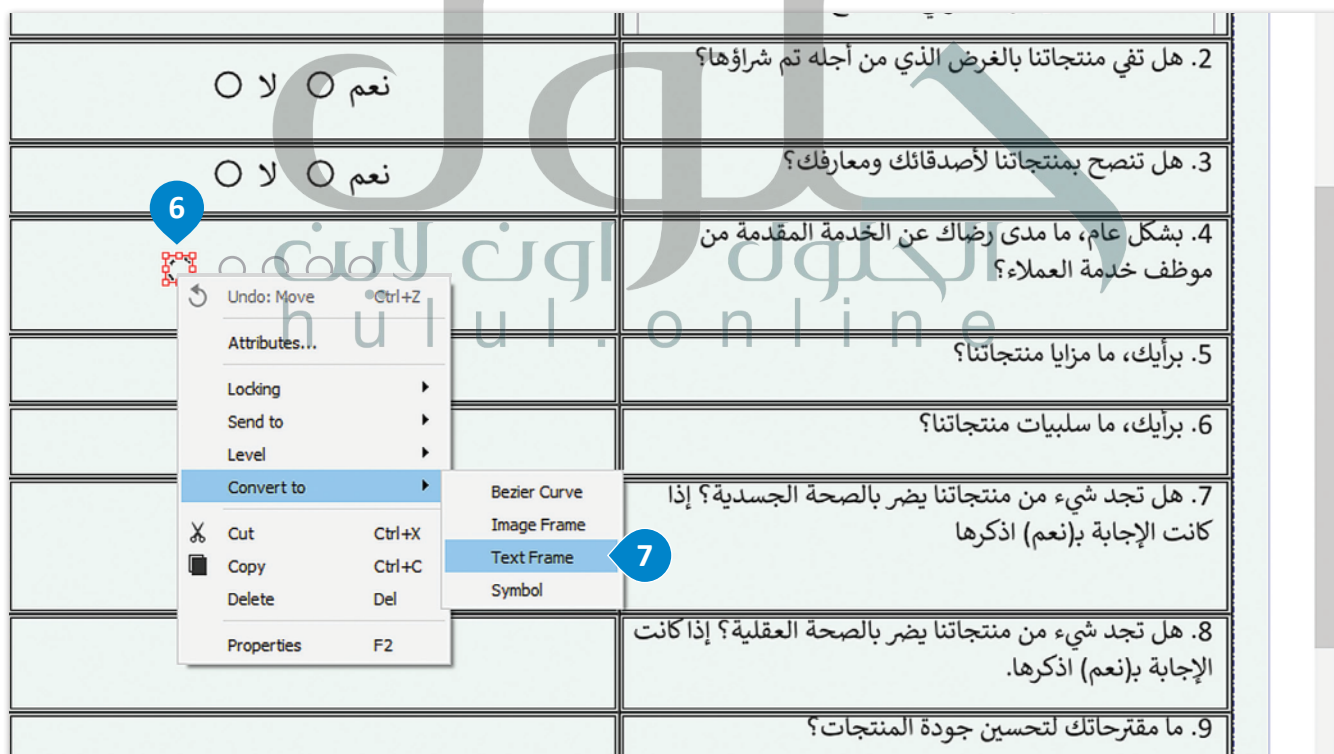 2. هل تفي منتجاتنا بالغرض الذي من أجله تم شراؤها؟
نعم لا
3. هل تنصح بمنتجاتنا لأصدقائك ومعارفك؟
نعم لا
6
4. بشكل عام، ما مدى رضاك عن الخدمة المقدمة من
موظف خدمة العملاء؟
5. برأيك، ما مزايا منتجاتنا؟
6. برأيك، ما سلبيات منتجاتنا؟
7. هل تجد شيء من منتجاتنا يضر بالصحة الجسدية؟ إذا
كانت الإجابة بـ(نعم) اذكرها
8. هل تجد شيء من منتجاتنا يضر بالصحة العقلية؟ إذا كانت
الإجابة بـ(نعم) اذكرها.
9. ما مقترحاتك لتحسين جودة المنتجات؟
Undo: Move Ctrl+Z
Attributes...
Locking
Send to
Level
Convert to
Cut Ctrl+X
Copy Ctrl+C
Delete Del
Properties F2
Bezier Curve
Image Frame
Text Frame
Symbol
7
حلول
الحلول اون لاين
hulul.online